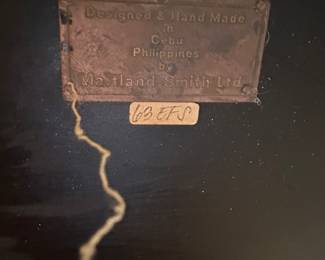 Designed & Hand Made
in
Cebu
Philippines
by
Maitland-Smith Ltd.
63 EFS